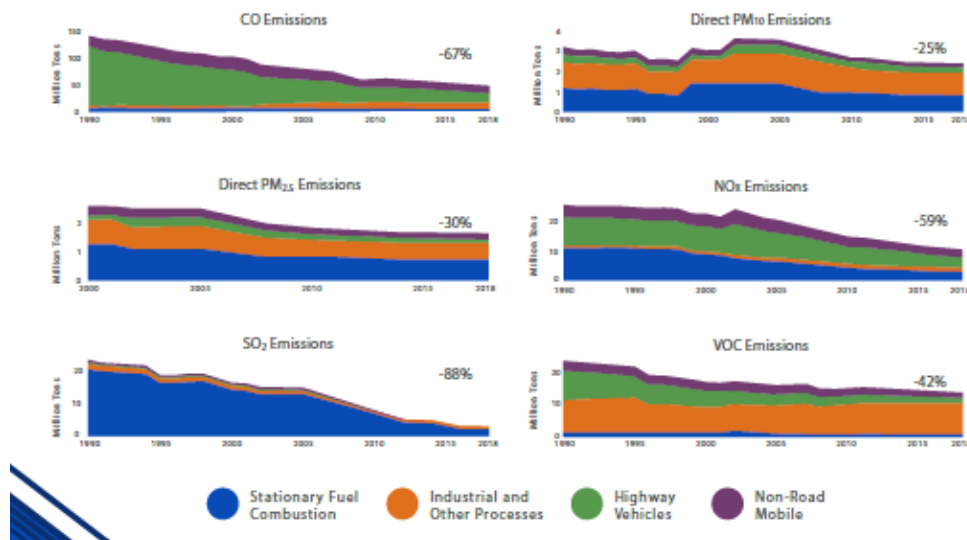 CO Emissions
150
100
50
0
Million Tons
-67%
1990 1995 2000 2005 2010 2015 2018
Direct PM₁₀ Emissions
4
3
2
1
0
Million Tons
-25%
1990 1995 2000 2005 2010 2015 201
Direct PM₂.₅ Emissions
2
1
0
Million Tons
-30%
2000 2005 2010 2015 2018
NOx Emissions
20
10
0
Million Tons
-59%
1990 1995 2000 2005 2010 2015 2018
SO₂ Emissions
20
10
0
Million Tons
-88%
1990 1995 2000 2005 2010 2015 2018
VOC Emissions
20
10
0
Million Tons
-42%
1990 1995 2000 2005 2010 2015 2018
Stationary Fuel
Combustion
Industrial and
Other Processes
Highway
Vehicles
Non-Road
Mobile